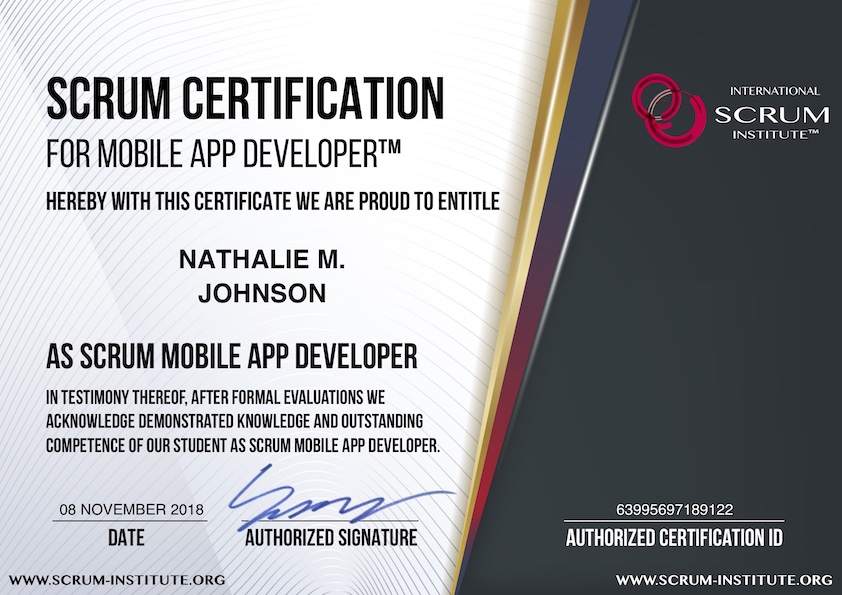 SCRUM CERTIFICATION
FOR MOBILE APP DEVELOPER™
HEREBY WITH THIS CERTIFICATE WE ARE PROUD TO ENTITLE
NATHALIE M.
JOHNSON
AS SCRUM MOBILE APP DEVELOPER
IN TESTIMONY THEREOF, AFTER FORMAL EVALUATIONS WE
ACKNOWLEDGE DEMONSTRATED KNOWLEDGE AND OUTSTANDING
COMPETENCE OF OUR STUDENT AS SCRUM MOBILE APP DEVELOPER.
08 NOVEMBER 2018
DATE
AUTHORIZED SIGNATURE
WWW.SCRUM-INSTITUTE.ORG
INTERNATIONAL
SCRUM
INSTITUTE™
63995697189122
AUTHORIZED CERTIFICATION ID
WWW.SCRUM-INSTITUTE.ORG